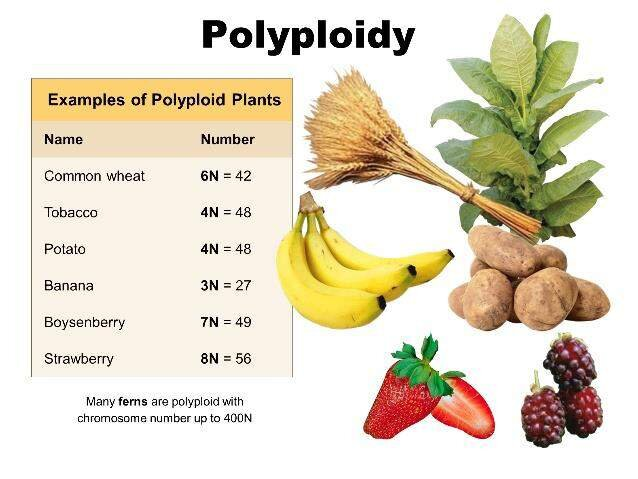 Polyploidy
Examples of Polyploid Plants
Name Number
Common wheat 6N = 42
Tobacco 4N = 48
Potato 4N = 48
Banana 3N = 27
Boysenberry 7N = 49
Strawberry 8N = 56
Many ferns are polyploid with
chromosome number up to 400N